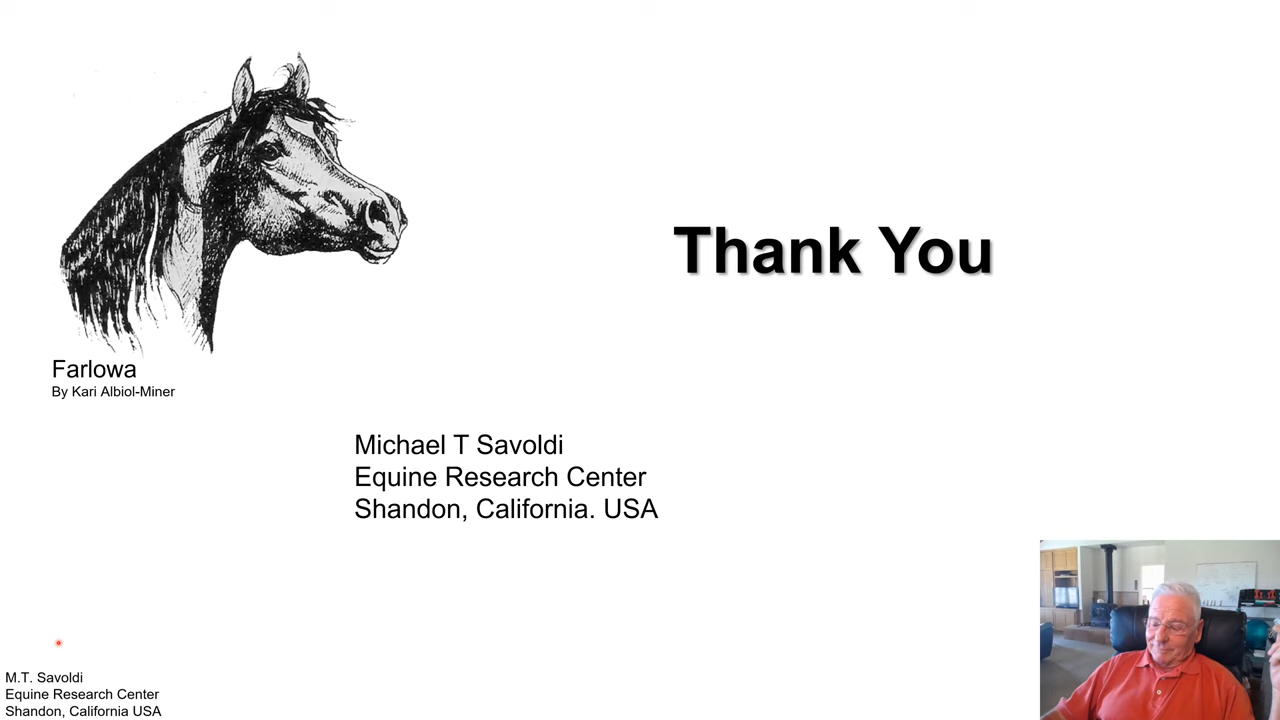 Thank You
Farlowa
By Kari Albiol-Miner
Michael T Savoldi
Equine Research Center
Shandon, California. USA
M.T. Savoldi
Equine Research Center
Shandon, California USA